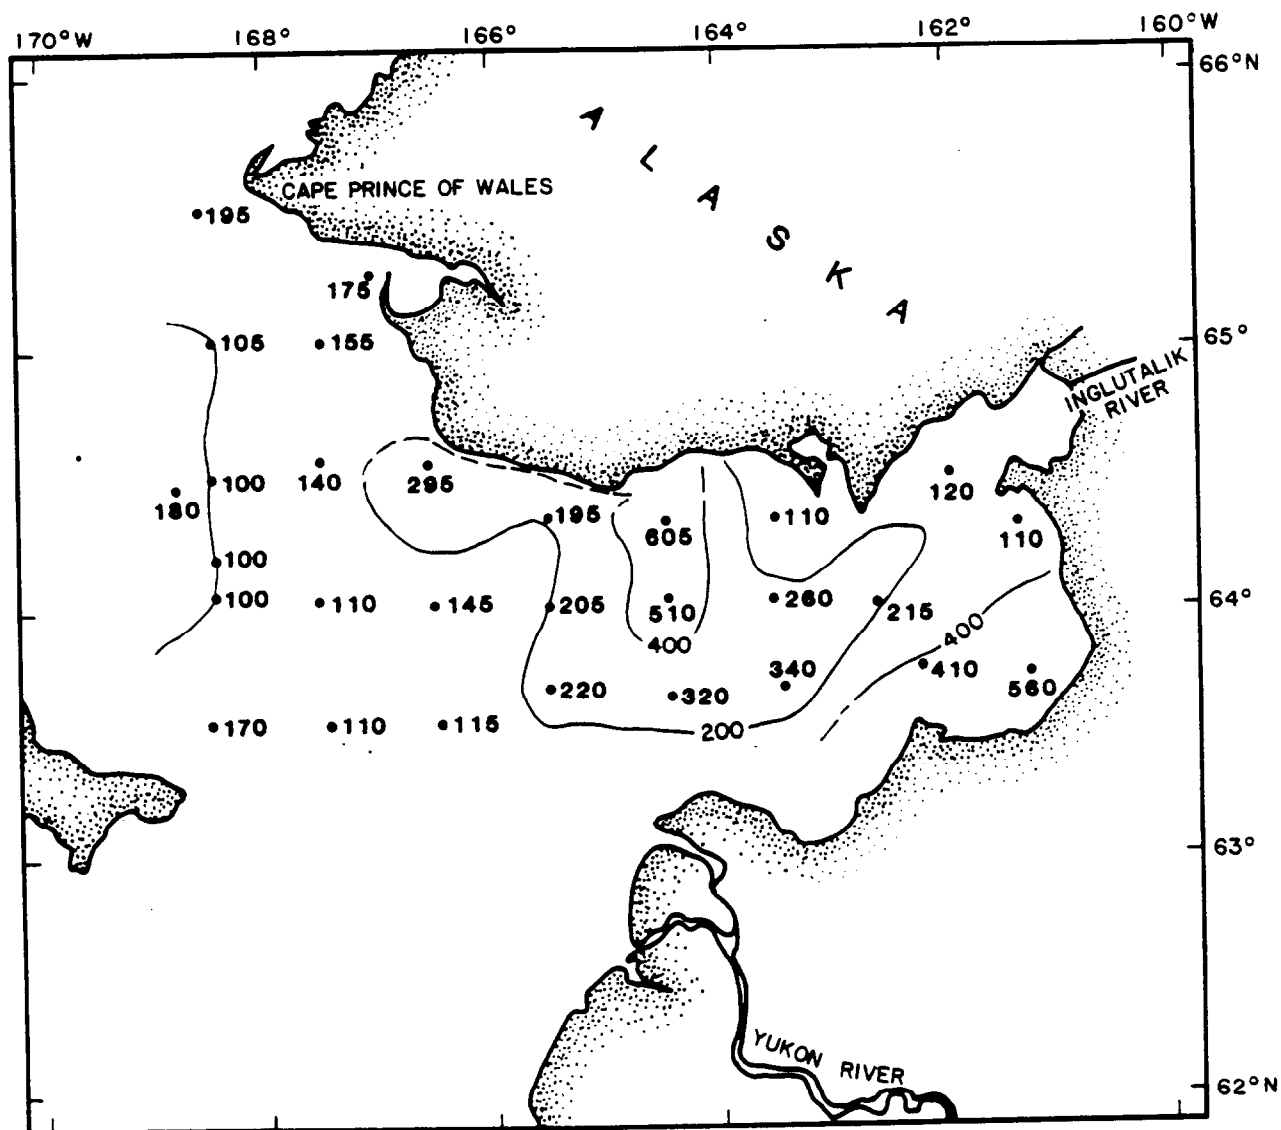 170°W 168° 166° 164° 162° 160°W
66°N
ALASKA
CAPE PRINCE OF WALES
195
175
105 155
65°
INGLUTALIK
RIVER
100 140 295 120
180
195 605 110 110
100
100 110 145 205 510 260 215
64°
400 400
340 410
220 320 560
170 110 115 200
63°
YUKON RIVER
62°N